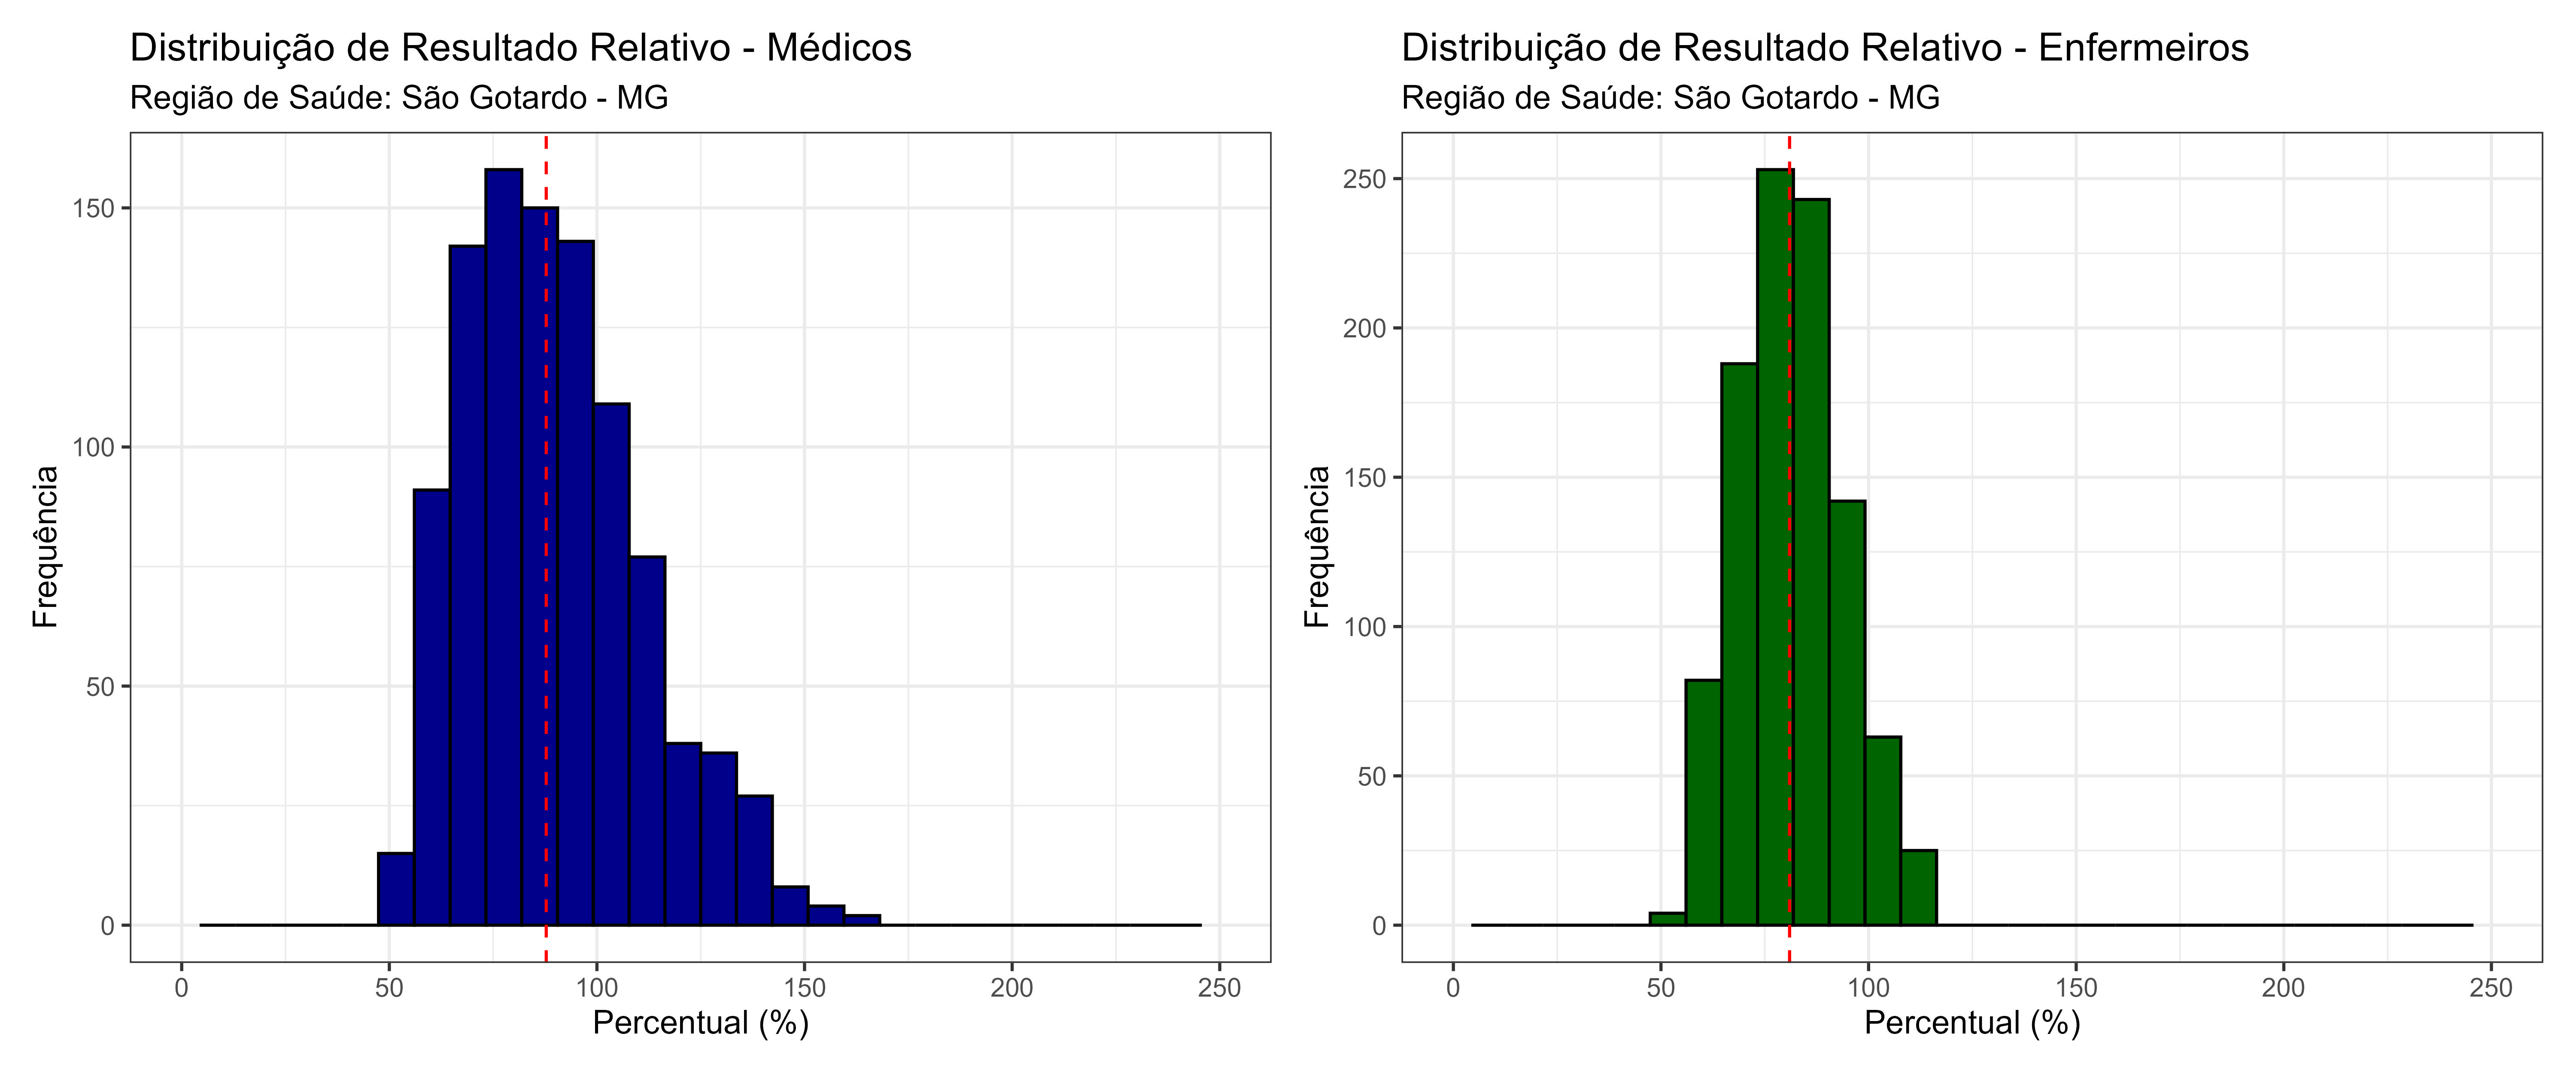 Distribuição de Resultado Relativo - Médicos
Região de Saúde: São Gotardo - MG
Frequência
150
100
50
0
0 50 100 150 200 250
Percentual (%)
Distribuição de Resultado Relativo - Enfermeiros
Região de Saúde: São Gotardo - MG
Frequência
250
200
150
100
50
0
0 50 100 150 200 250
Percentual (%)